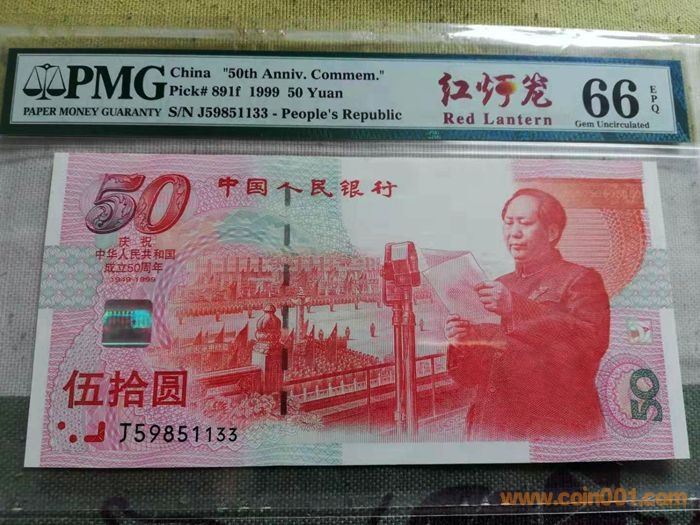 PMG
PAPER MONEY GUARANTY
China "50th Anniv. Commem."
Pick# 891f 1999 50 Yuan
S/N J59851133 - People's Republic
红灯笼
Red Lantern
66 EPQ
Gem Uncirculated
50
中国人民银行
庆祝
中华人民共和国
成立50周年
1949-1999
伍拾圆
J59851133
50
www.coin001.com